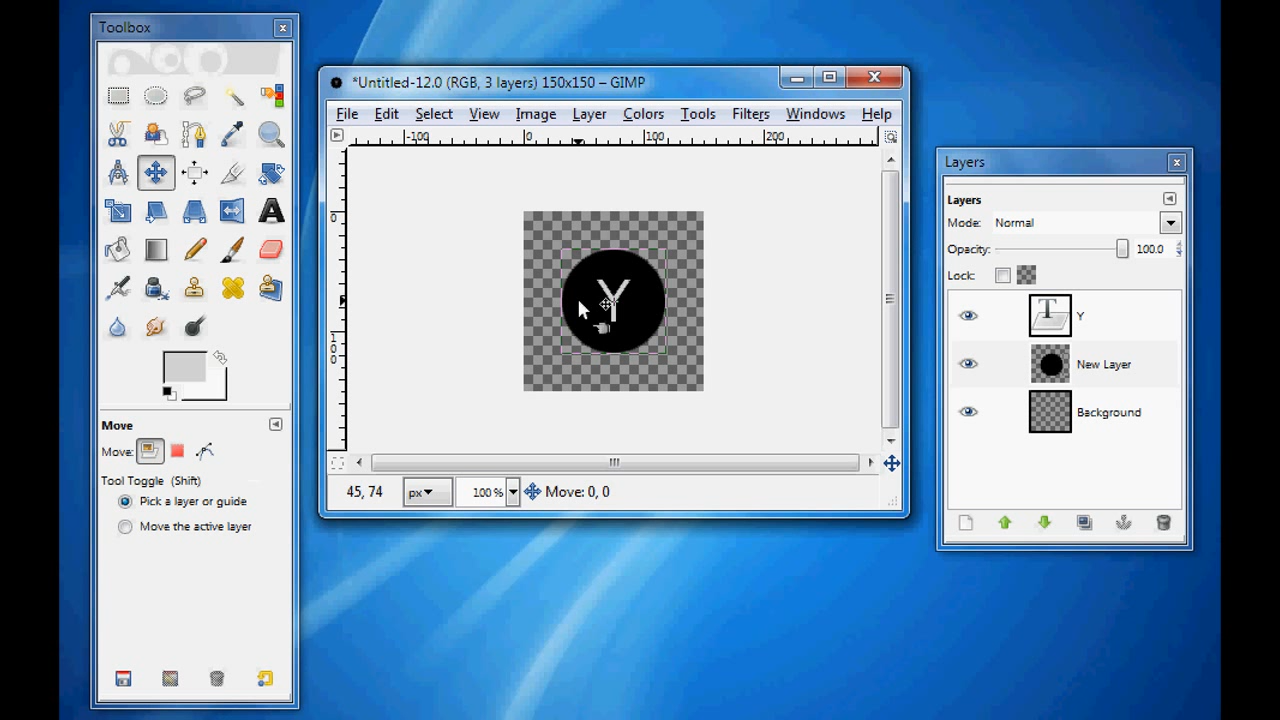 Toolbox
Move
Move:
Tool Toggle (Shift)
Pick a layer or guide
Move the active layer
*Untitled-12.0 (RGB, 3 layers) 150x150 – GIMP
File Edit Select View Image Layer Colors Tools Filters Windows Help
-100 0 100 200
0
100
Y
45, 74 px 100 % Move: 0, 0
Layers
Layers
Mode: Normal
Opacity: 100.0
Lock:
Y
New Layer
Background